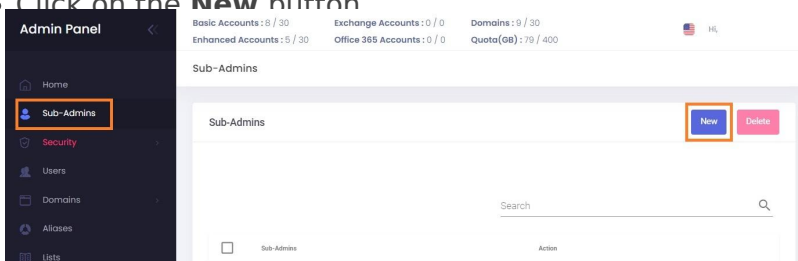 Click on the New button
Admin Panel
Basic Accounts : 8 / 30
Exchange Accounts : 0 / 0
Domains : 9 / 30
Enhanced Accounts : 5 / 30
Office 365 Accounts : 0 / 0
Quota(GB) : 79 / 400
Hi,
Sub-Admins
Home
Sub-Admins
Security
Users
Domains
Aliases
Lists
Sub-Admins
New
Delete
Search
Sub-Admins
Action